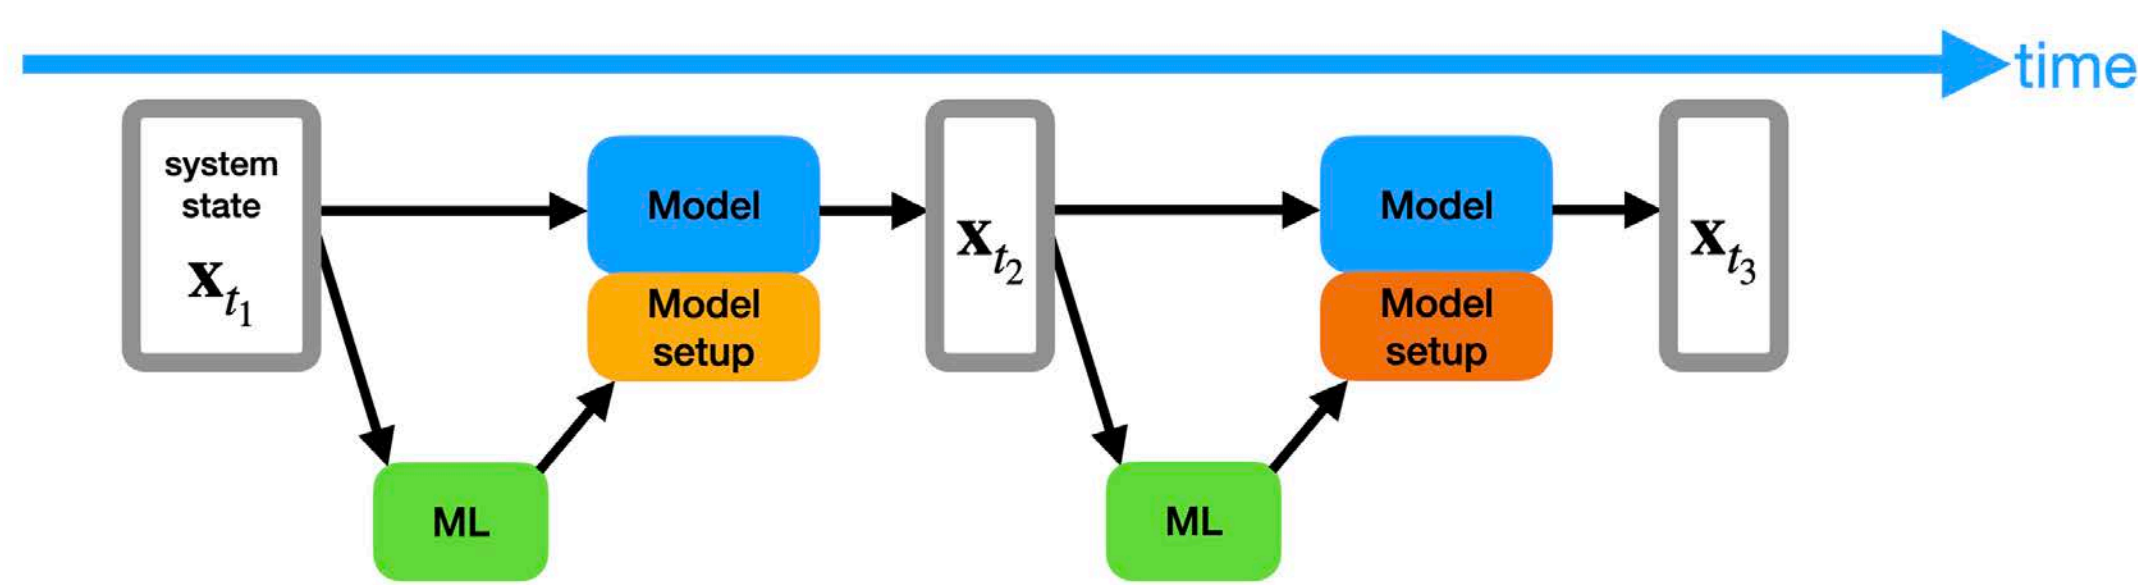 time
system
state
x_{t_1}
Model
Model
setup
ML
x_{t_2}
Model
Model
setup
ML
x_{t_3}